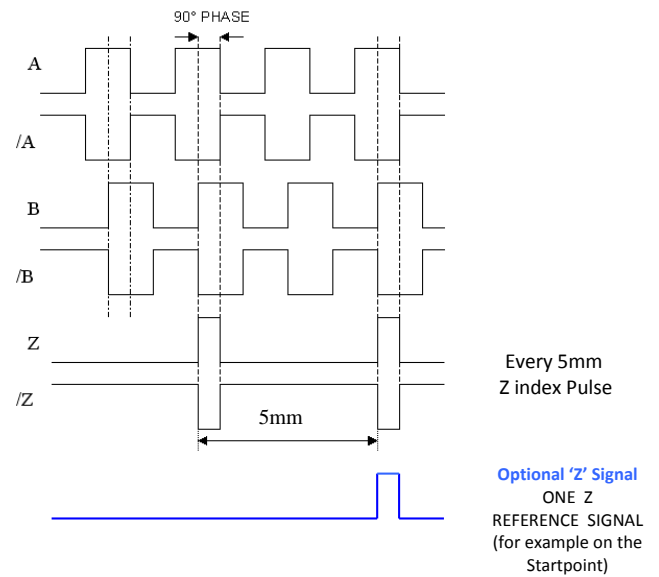 90° PHASE
A
/A
B
/B
Z
/Z
5mm
Every 5mm
Z index Pulse
Optional ‘Z’ Signal
ONE Z
REFERENCE SIGNAL
(for example on the
Startpoint)